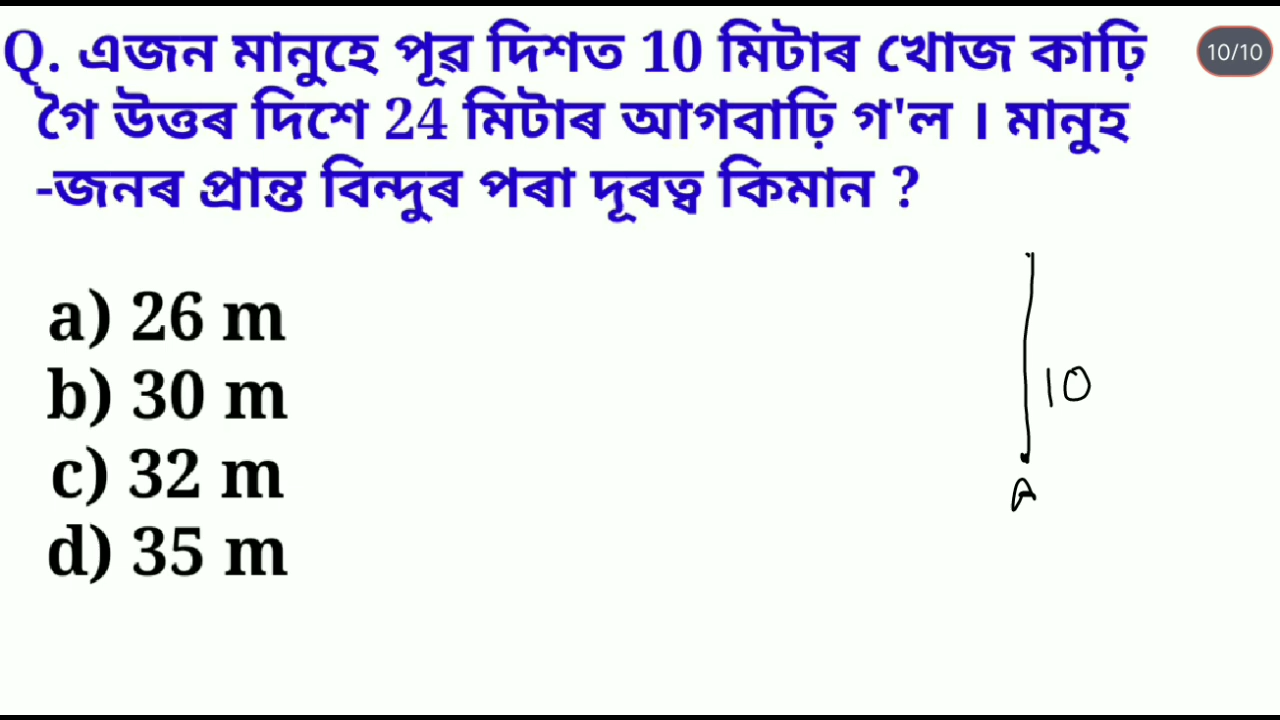 Q. এজন মানুহে পূৱ দিশত 10 মিটাৰ খোজ কাঢ়ি
10/10
গৈ উত্তৰ দিশে 24 মিটাৰ আগবাঢ়ি গ'ল । মানুহ
-জনৰ প্ৰান্ত বিন্দুৰ পৰা দূৰত্ব কিমান ?
a) 26 m
b) 30 m
c) 32 m
d) 35 m
10
A